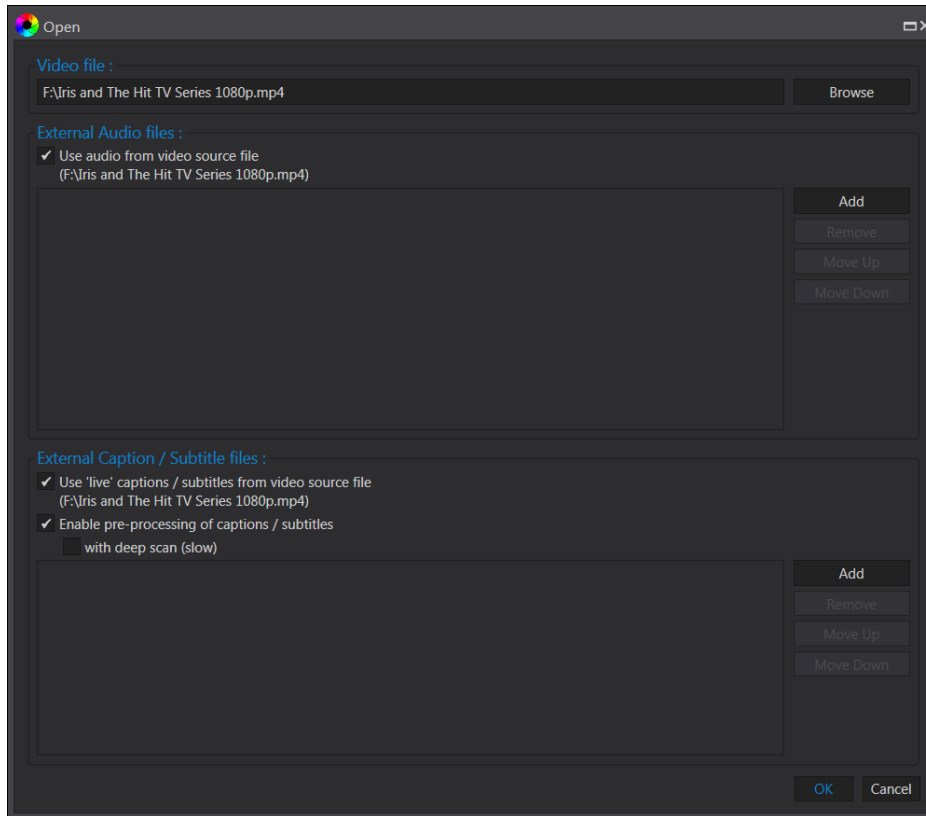 Open
Video file :
F:\Iris and The Hit TV Series 1080p.mp4
Browse
External Audio files :
Use audio from video source file
(F:\Iris and The Hit TV Series 1080p.mp4)
Add
Remove
Move Up
Move Down
External Caption / Subtitle files :
Use 'live' captions / subtitles from video source file
(F:\Iris and The Hit TV Series 1080p.mp4)
Enable pre-processing of captions / subtitles
with deep scan (slow)
Add
Remove
Move Up
Move Down
OK
Cancel